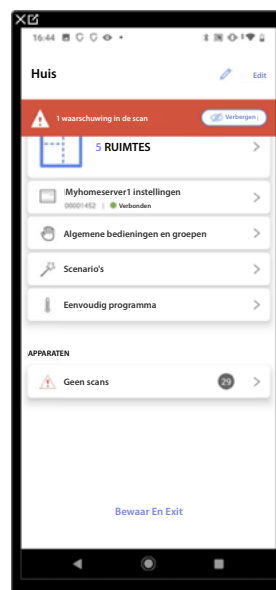 16:44
Huis
Edit
1 waarschuwing in de scan
Verbergen
5 RUIMTES
Myhomeserver1 instellingen
00001452 | Verbonden
Algemene bedieningen en groepen
Scenario's
Eenvoudig programma
APPARATEN
Geen scans
29
Bewaar En Exit